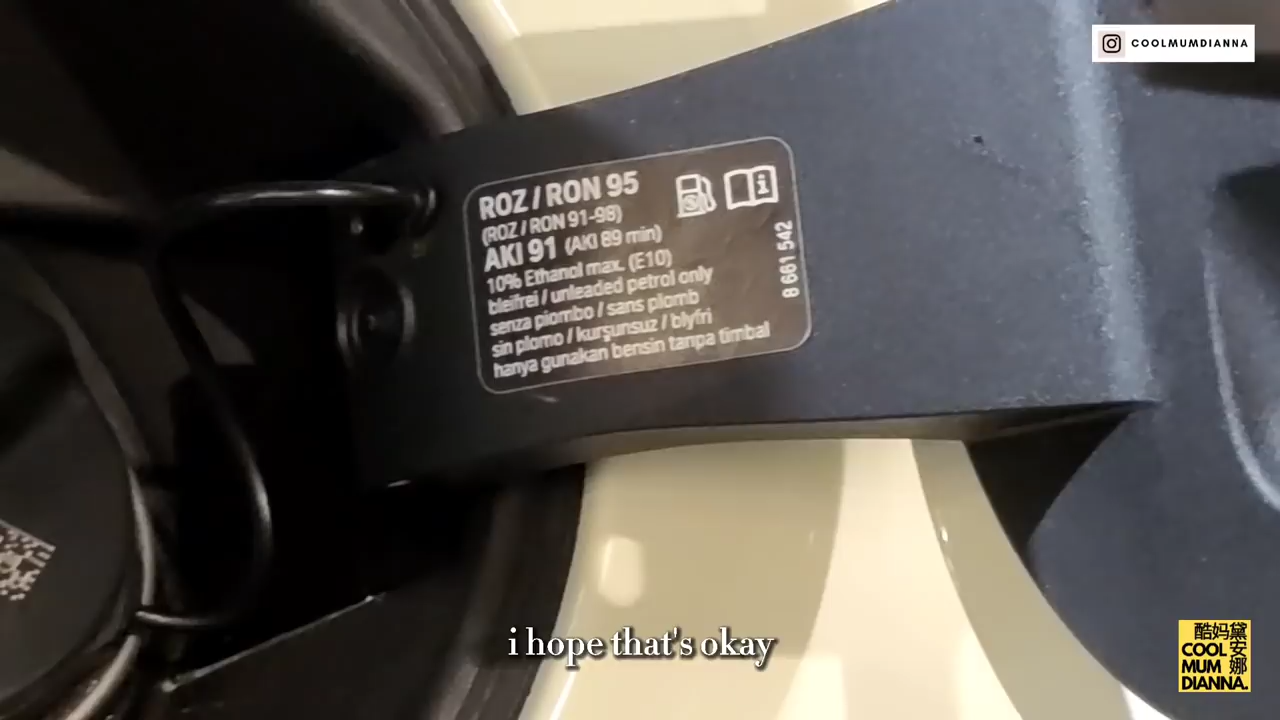 COOLMUMDIANNA
ROZ / RON 95
(ROZ / RON 91-98)
AKI 91 (AKI 89 min)
10% Ethanol max. (E10)
bleifrei / unleaded petrol only
senza piombo / sans plomb
sin plomo / kurşunsuz / blyfri
hanya gunakan bensin tanpa timbal
8 661 542
i hope that's okay
酷妈黛安娜
COOL
MUM
DIANNA.